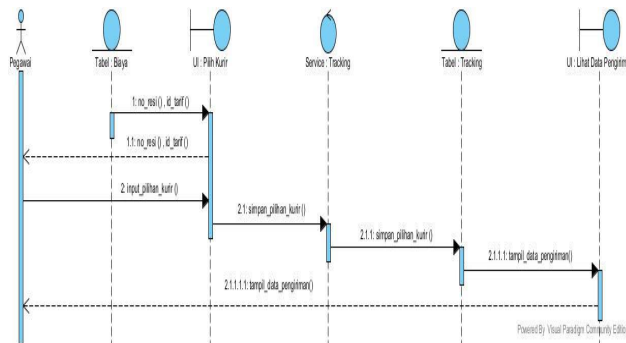 Pegawai
Tabel : Biaya
UI : Pilih Kurir
Service : Tracking
Tabel : Tracking
UI : Lihat Data Pengirim
1: no_resi () , id_tarif ()
1.1: no_resi () , id_tarif ()
2: input_pilihan_kurir ()
2.1: simpan_pilihan_kurir ()
2.1.1: simpan_pilihan_kurir ()
2.1.1.1: tampil_data_pengiriman()
2.1.1.1.1: tampil_data_pengiriman()
Powered By Visual Paradigm Community Editio